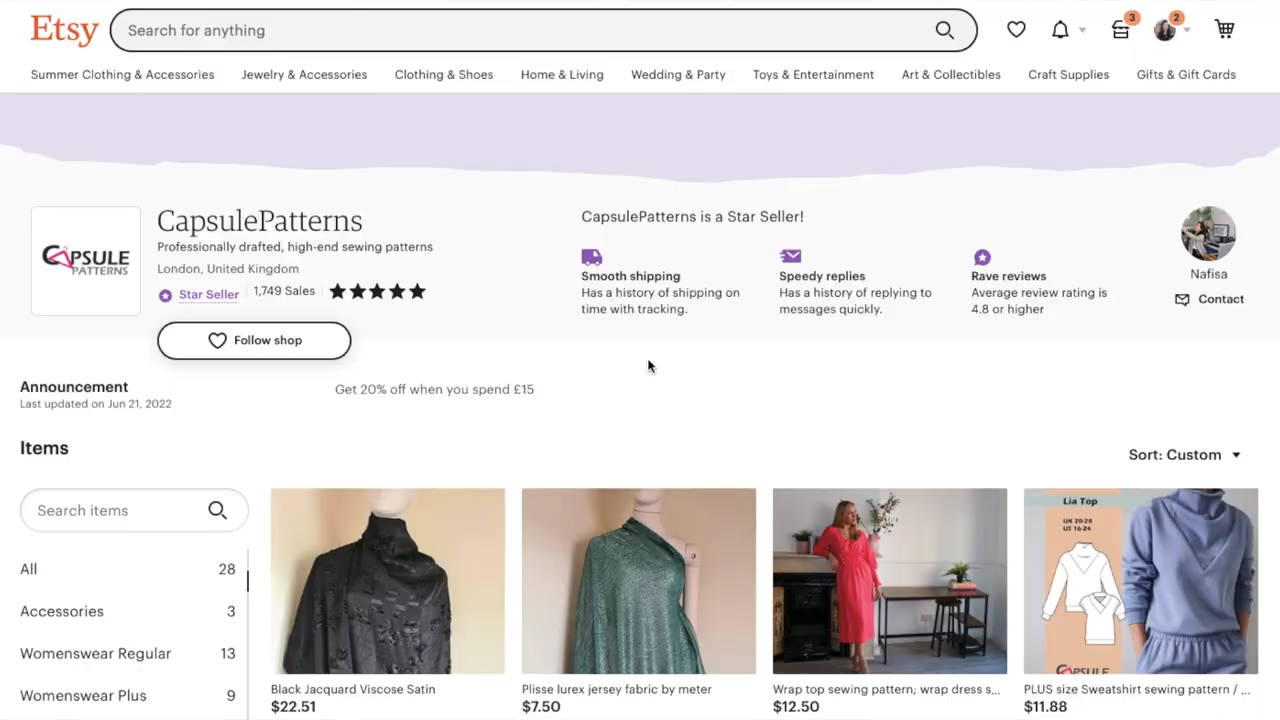 Etsy
Search for anything
3
2
Summer Clothing & Accessories
Jewelry & Accessories
Clothing & Shoes
Home & Living
Wedding & Party
Toys & Entertainment
Art & Collectibles
Craft Supplies
Gifts & Gift Cards
CAPSULE
PATTERNS
CapsulePatterns
Professionally drafted, high-end sewing patterns
London, United Kingdom
Star Seller
1,749 Sales
Follow shop
CapsulePatterns is a Star Seller!
Smooth shipping
Has a history of shipping on
time with tracking.
Speedy replies
Has a history of replying to
messages quickly.
Rave reviews
Average review rating is
4.8 or higher
Nafisa
Contact
Announcement
Last updated on Jun 21, 2022
Get 20% off when you spend £15
Items
Sort: Custom
Search items
All 28
Accessories 3
Womenswear Regular 13
Womenswear Plus 9
Black Jacquard Viscose Satin
$22.51
Plisse lurex jersey fabric by meter
$7.50
Wrap top sewing pattern; wrap dress s...
$12.50
Lia Top
UK 20-28
US 16-24
CAPSULE
PLUS size Sweatshirt sewing pattern / ...
$11.88